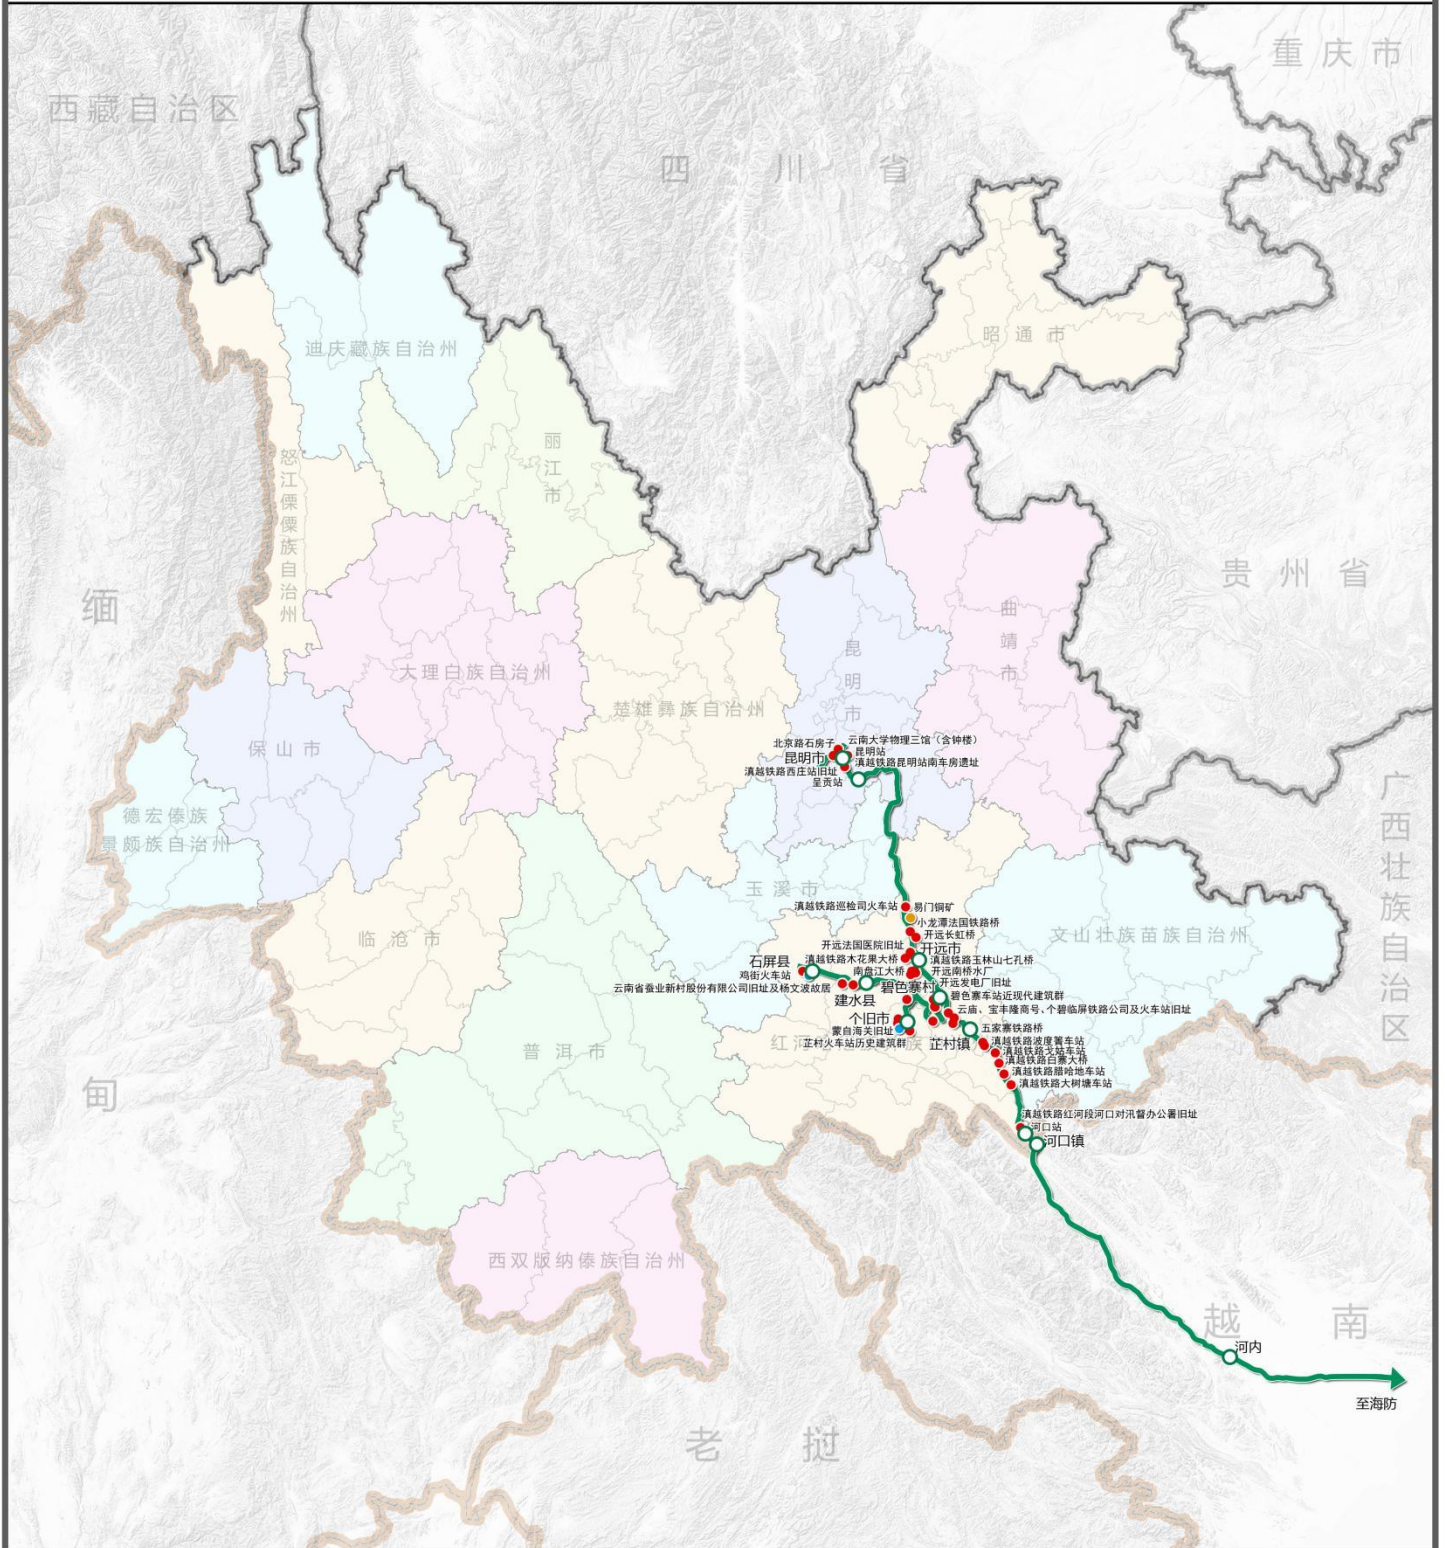 重庆市
西藏自治区
四川省
昭通市
迪庆藏族自治州
丽江市
怒江傈僳族自治州
贵州省
缅甸
曲靖市
昆明市
大理白族自治州
楚雄彝族自治州
保山市
北京路石房子
云南大学物理三馆（含钟楼）
昆明站
昆明市
滇越铁路昆明站南车房遗址
滇越铁路西庄站旧址
呈贡站
广西壮族自治区
德宏傣族
景颇族自治州
玉溪市
滇越铁路巡检司火车站
易门铜矿
小龙潭法国铁路桥
开远长虹桥
文山壮族苗族自治州
临沧市
开远法国医院旧址
开远市
石屏县
滇越铁路木花果大桥
滇越铁路玉林山七孔桥
鸡街火车站
南盘江大桥
开远南桥水厂
开远发电厂旧址
云南省蚕业新村股份有限公司旧址及杨文波故居
碧色寨村
碧色寨车站近现代建筑群
建水县
云庙、宝丰隆商号、个碧临屏铁路公司及火车站旧址
个旧市
蒙自海关旧址
五家寨铁路桥
芷村火车站历史建筑群
芷村镇
滇越铁路波度箐车站
滇越铁路戈姑车站
滇越铁路白寨大桥
滇越铁路腊哈地车站
滇越铁路大树塘车站
普洱市
滇越铁路红河段河口对汛督办公署旧址
河口站
河口镇
西双版纳傣族自治州
越南
河内
至海防
老挝